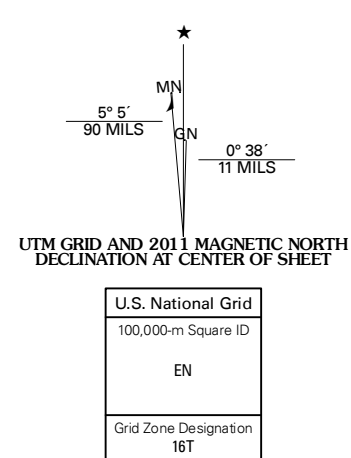 MN
5° 5´
90 MILS
GN
0° 38´
11 MILS
UTM GRID AND 2011 MAGNETIC NORTH
DECLINATION AT CENTER OF SHEET
U.S. National Grid
100,000-m Square ID
EN
Grid Zone Designation
16T